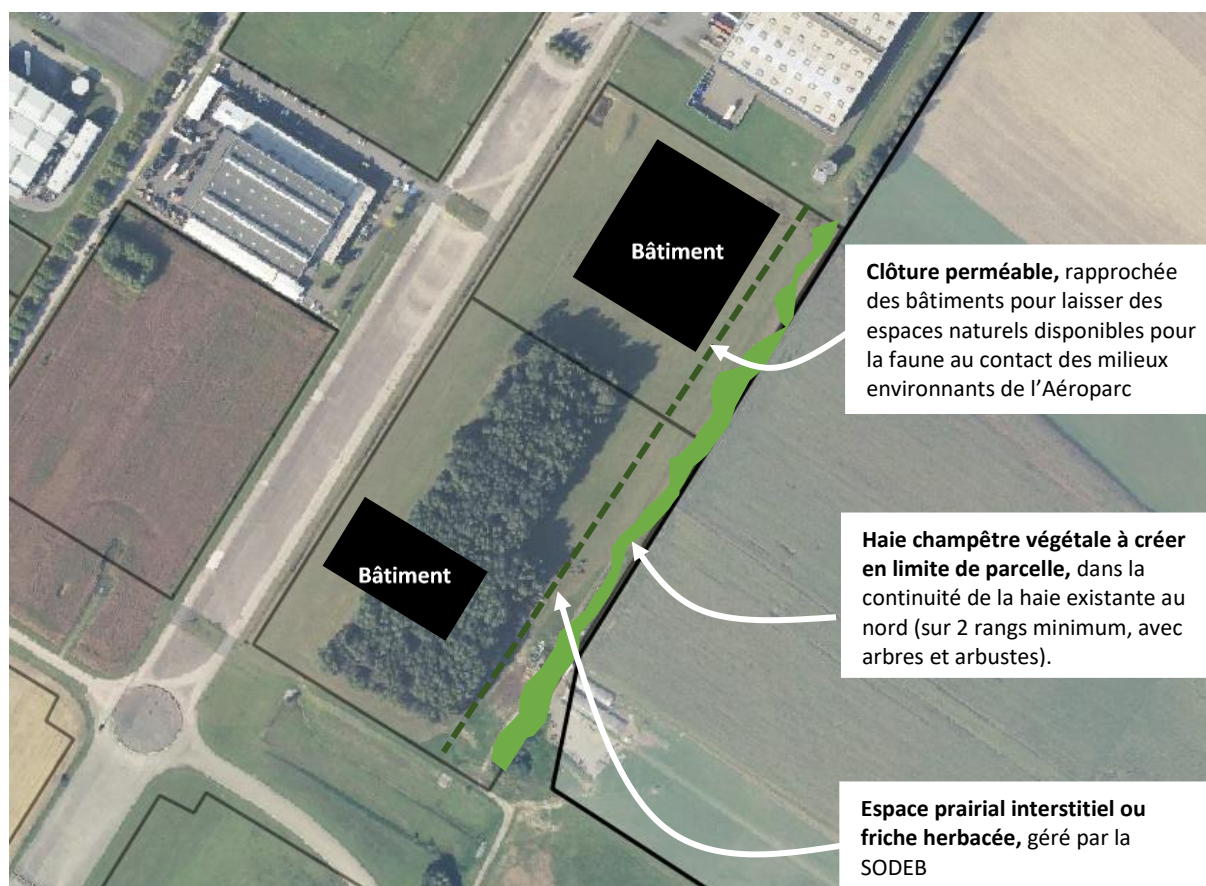 Bâtiment
Clôture perméable, rapprochée
des bâtiments pour laisser des
espaces naturels disponibles pour
la faune au contact des milieux
environnants de l’Aéroparc
Haie champêtre végétale à créer
en limite de parcelle, dans la
continuité de la haie existante au
nord (sur 2 rangs minimum, avec
arbres et arbustes).
Bâtiment
Espace prairial interstitiel ou
friche herbacée, géré par la
SODEB